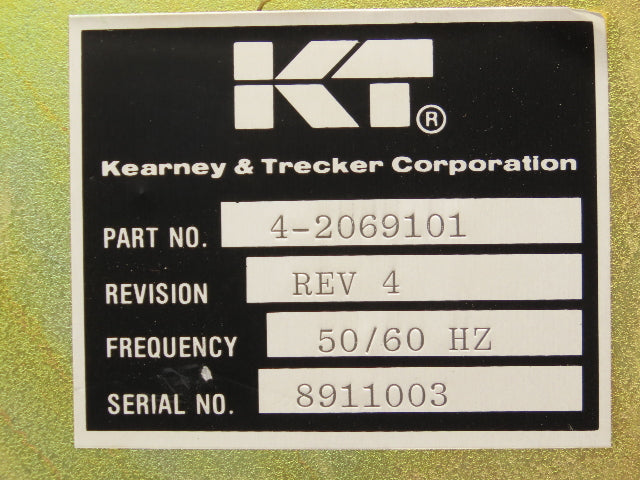 KT®
Kearney & Trecker Corporation
PART NO. 4-2069101
REVISION REV 4
FREQUENCY 50/60 HZ
SERIAL NO. 8911003